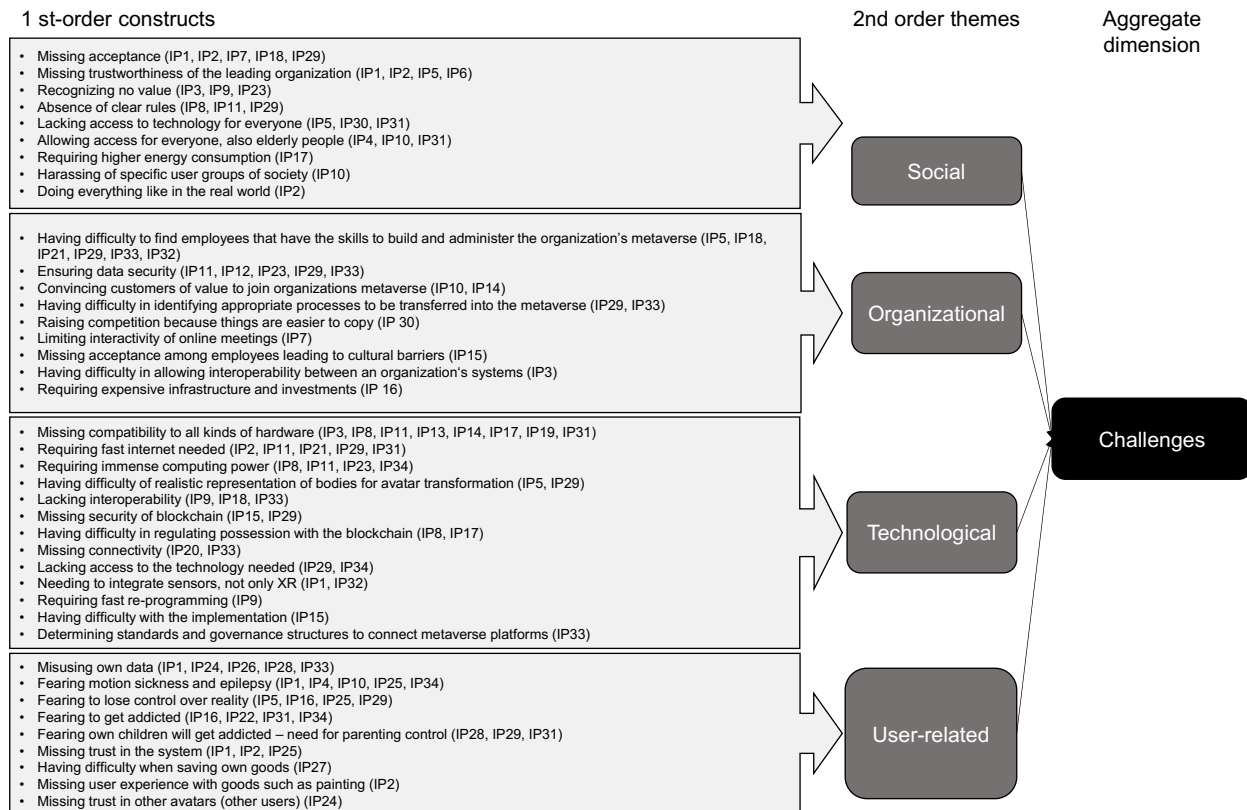 1 st-order constructs
2nd order themes
Aggregate
dimension
• Missing acceptance (IP1, IP2, IP7, IP18, IP29)
• Missing trustworthiness of the leading organization (IP1, IP2, IP5, IP6)
• Recognizing no value (IP3, IP9, IP23)
• Absence of clear rules (IP8, IP11, IP29)
• Lacking access to technology for everyone (IP5, IP30, IP31)
• Allowing access for everyone, also elderly people (IP4, IP10, IP31)
• Requiring higher energy consumption (IP17)
• Harassing of specific user groups of society (IP10)
• Doing everything like in the real world (IP2)
Social
• Having difficulty to find employees that have the skills to build and administer the organization’s metaverse (IP5, IP18,
IP21, IP29, IP33, IP32)
• Ensuring data security (IP11, IP12, IP23, IP29, IP33)
• Convincing customers of value to join organizations metaverse (IP10, IP14)
• Having difficulty in identifying appropriate processes to be transferred into the metaverse (IP29, IP33)
• Raising competition because things are easier to copy (IP 30)
• Limiting interactivity of online meetings (IP7)
• Missing acceptance among employees leading to cultural barriers (IP15)
• Having difficulty in allowing interoperability between an organization‘s systems (IP3)
• Requiring expensive infrastructure and investments (IP 16)
Organizational
• Missing compatibility to all kinds of hardware (IP3, IP8, IP11, IP13, IP14, IP17, IP19, IP31)
• Requiring fast internet needed (IP2, IP11, IP21, IP29, IP31)
• Requiring immense computing power (IP8, IP11, IP23, IP34)
• Having difficulty of realistic representation of bodies for avatar transformation (IP5, IP29)
• Lacking interoperability (IP9, IP18, IP33)
• Missing security of blockchain (IP15, IP29)
• Having difficulty in regulating possession with the blockchain (IP8, IP17)
• Missing connectivity (IP20, IP33)
• Lacking access to the technology needed (IP29, IP34)
• Needing to integrate sensors, not only XR (IP1, IP32)
• Requiring fast re-programming (IP9)
• Having difficulty with the implementation (IP15)
• Determining standards and governance structures to connect metaverse platforms (IP33)
Technological
Challenges
• Misusing own data (IP1, IP24, IP26, IP28, IP33)
• Fearing motion sickness and epilepsy (IP1, IP4, IP10, IP25, IP34)
• Fearing to lose control over reality (IP5, IP16, IP25, IP29)
• Fearing to get addicted (IP16, IP22, IP31, IP34)
• Fearing own children will get addicted – need for parenting control (IP28, IP29, IP31)
• Missing trust in the system (IP1, IP2, IP25)
• Having difficulty when saving own goods (IP27)
• Missing user experience with goods such as painting (IP2)
• Missing trust in other avatars (other users) (IP24)
User-related